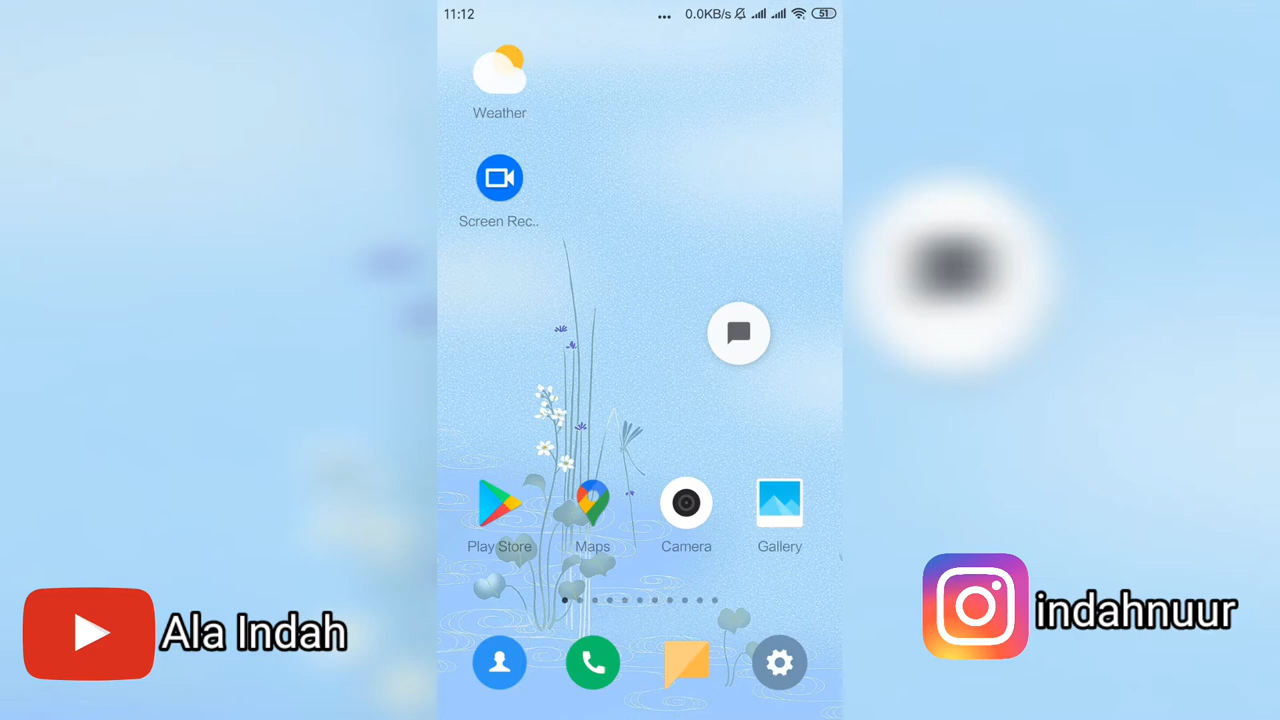 11:12
... 0.0KB/s 51
Weather
Screen Rec..
Play Store
Maps
Camera
Gallery
Ala Indah
indahnuur